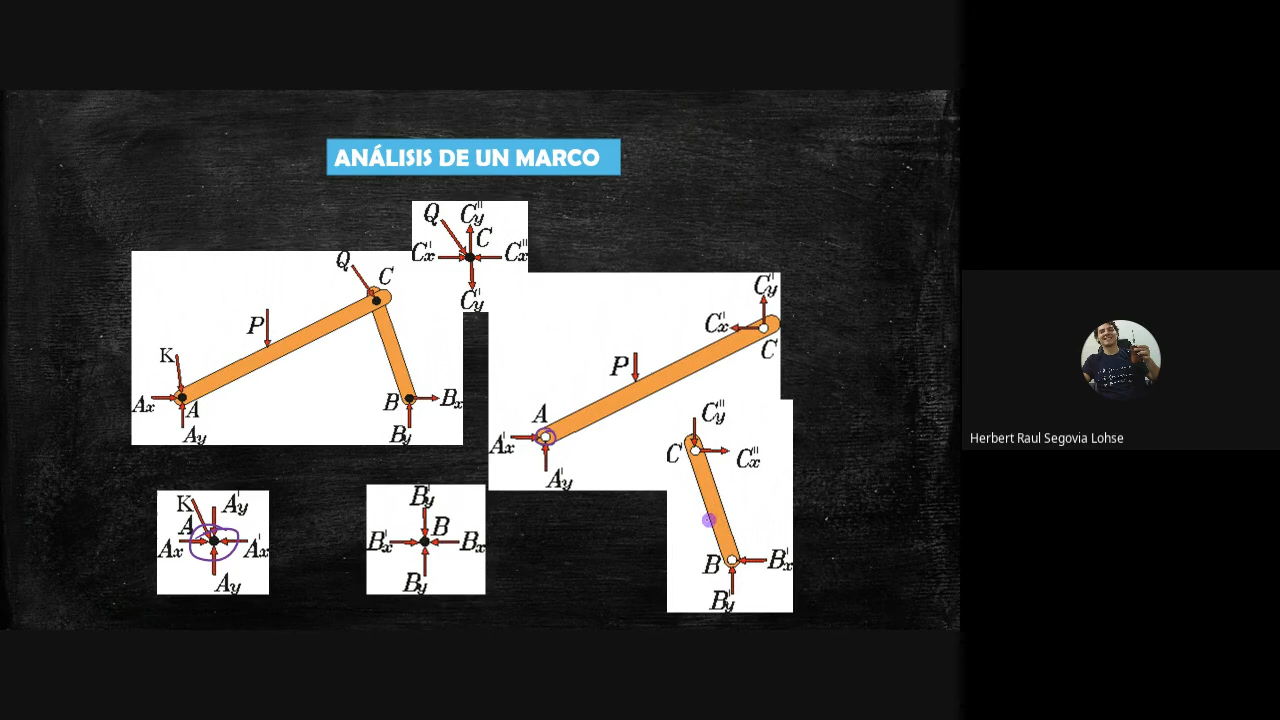 ANÁLISIS DE UN MARCO
Q C''y
C
C'x C''x
C'y
Q C
P
K
Ax A B Bx
Ay By
C'y
C'x
C
P
A
A'x
A'y
C''y
C C''x
B B'x
B'y
K A'y
A
Ax A'x
Ay
B'y
B
B'x Bx
By
Herbert Raul Segovia Lohse